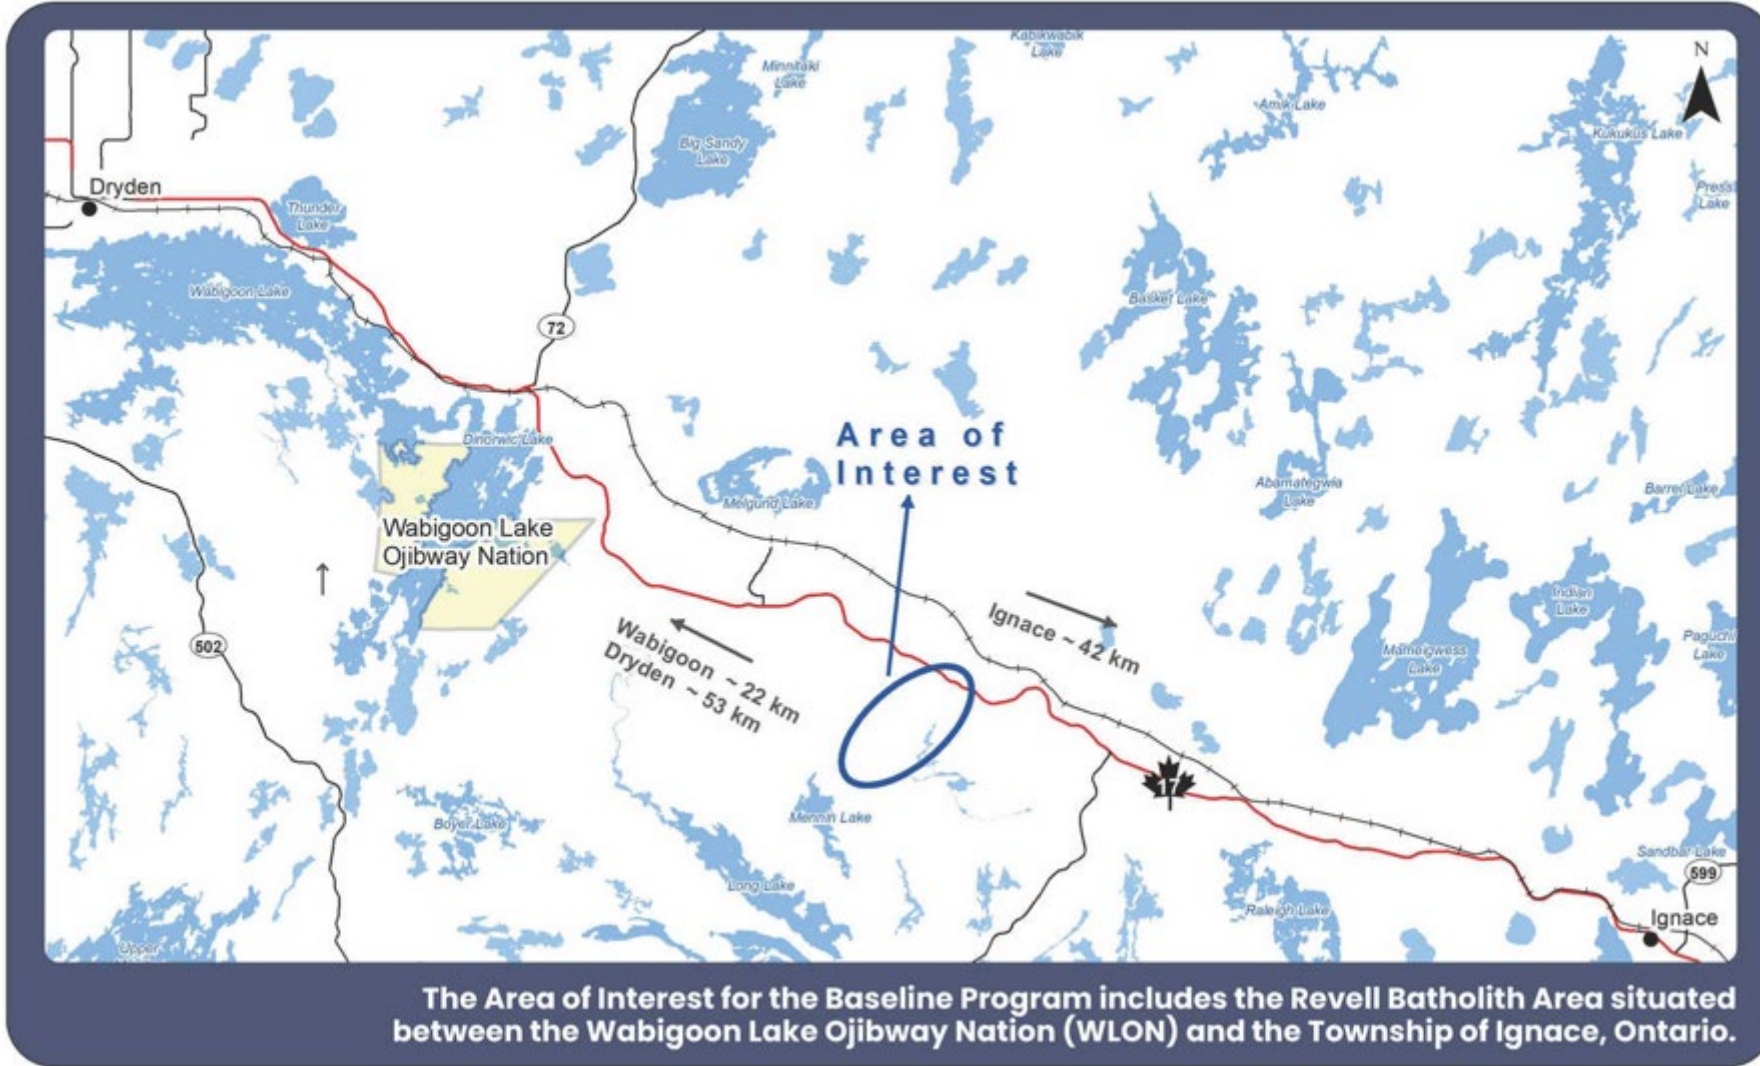 Kabikwabik
Lake
N
Minnitaki
Lake
Amik Lake
Kukukus Lake
Big Sandy
Lake
Dryden
Press
Lake
Thunder
Lake
Wabigoon Lake
Basket Lake
72
Area of
Interest
Dinorwic Lake
Melgund Lake
Abamategwia
Lake
Barrel Lake
Wabigoon Lake
Ojibway Nation
Indian
Lake
Ignace ~ 42 km
Wabigoon ~ 22 km
Dryden ~ 53 km
502
Mameigwess
Lake
Paguchi
Lake
17
Boyer Lake
Mennin Lake
Sandbar Lake
599
Long Lake
Raleigh Lake
Ignace
Upper
The Area of Interest for the Baseline Program includes the Revell Batholith Area situated
between the Wabigoon Lake Ojibway Nation (WLON) and the Township of Ignace, Ontario.